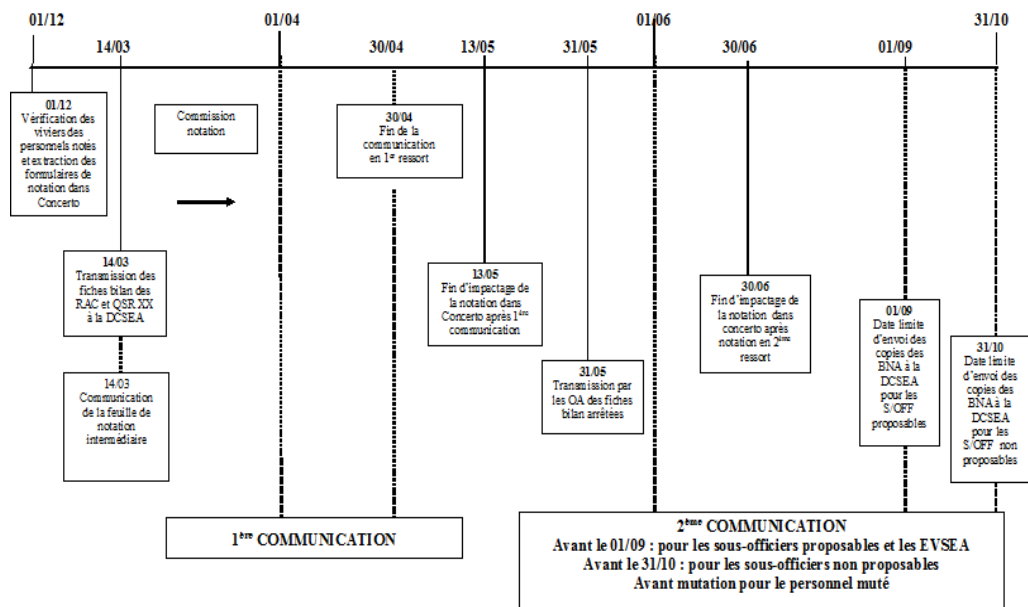 01/12
01/04
01/06
31/10
14/03
30/04
13/05
31/05
30/06
01/09
01/12
Vérification des
viviers des
personnels notés
et extraction des
formulaires de
notation dans
Concerto
Commission
notation
30/04
Fin de la
communication
en 1er ressort
14/03
Transmission des
fiches bilan des
RAC et QSR XX
à la DCSEA
13/05
Fin d'impactage de
la notation dans
Concerto après 1ère
communication
30/06
Fin d'impactage de
la notation dans
concerto après
notation en 2ème
ressort
01/09
Date limite
d'envoi des
copies des
BNA à la
DCSEA
pour les
S/OFF
proposables
31/10
Date limite
d'envoi des
copies des
BNA à la
DCSEA
pour les
S/OFF non
proposables
14/03
Communication
de la feuille de
notation
intermédiaire
31/05
Transmission par
les OA des fiches
bilan arrêtées
1ère COMMUNICATION
2ème COMMUNICATION
Avant le 01/09 : pour les sous-officiers proposables et les EVSEA
Avant le 31/10 : pour les sous-officiers non proposables
Avant mutation pour le personnel muté